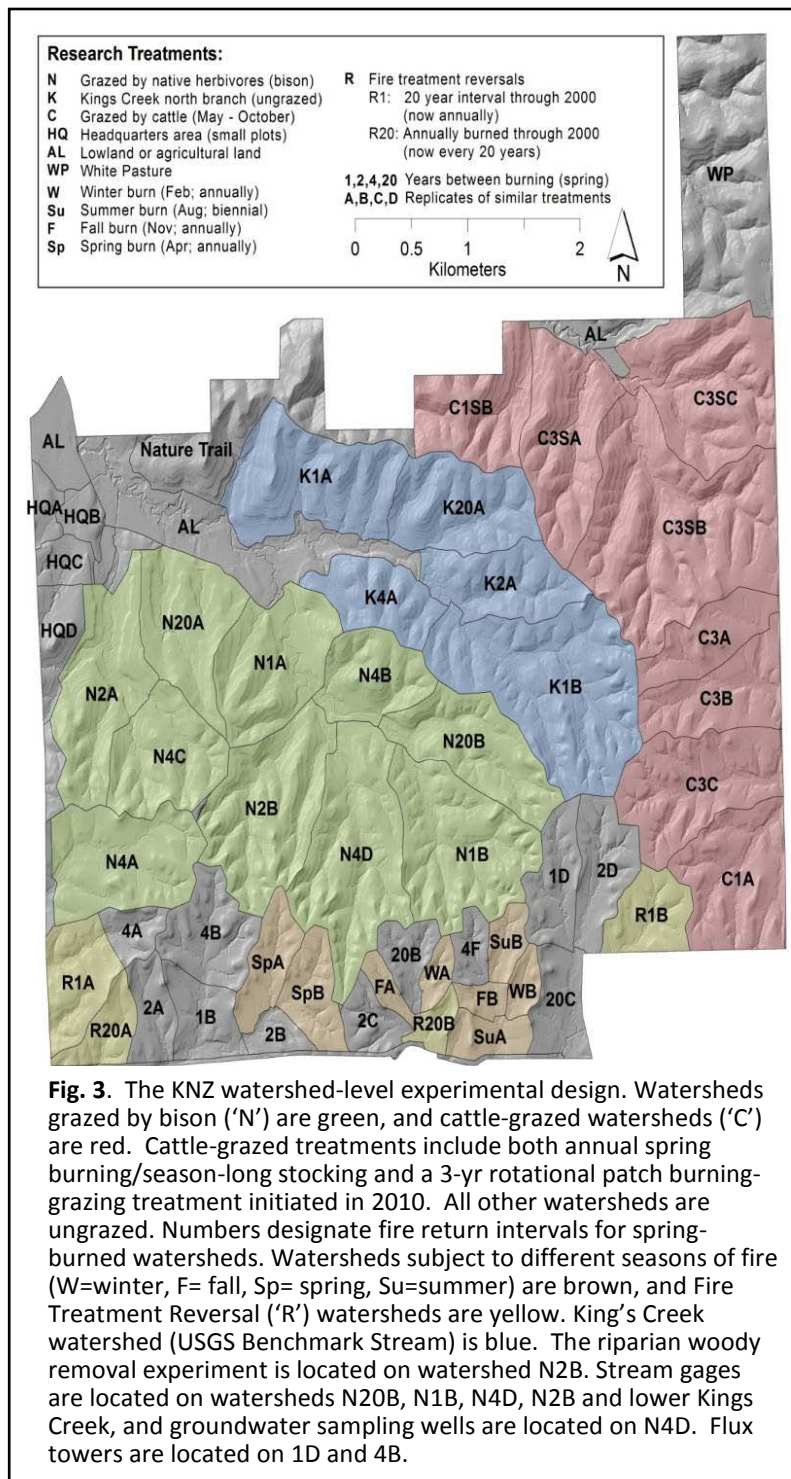 Research Treatments:
N Grazed by native herbivores (bison)
K Kings Creek north branch (ungrazed)
C Grazed by cattle (May - October)
HQ Headquarters area (small plots)
AL Lowland or agricultural land
WP White Pasture
W Winter burn (Feb; annually)
Su Summer burn (Aug; biennial)
F Fall burn (Nov; annually)
Sp Spring burn (Apr; annually)
R Fire treatment reversals
R1: 20 year interval through 2000
(now annually)
R20: Annually burned through 2000
(now every 20 years)
1,2,4,20 Years between burning (spring)
A,B,C,D Replicates of similar treatments
0 0.5 1 2
Kilometers
N
WP
AL
C1SB
C3SA
C3SC
AL
Nature Trail
K1A
K20A
HQA
HQB
AL
C3SB
HQC
K2A
K4A
HQD
N20A
N1A
C3A
N2A
N4B
K1B
C3B
N20B
N4C
C3C
N2B
N4A
N4D
N1B
1D
2D
C1A
R1B
4A
4B
20B
4F
SuB
SpA
WA
R1A
FA
SpB
FB
WB
20C
2A
1B
R20A
2B
2C
R20B
SuA
Fig. 3. The KNZ watershed-level experimental design. Watersheds
grazed by bison (‘N’) are green, and cattle-grazed watersheds (‘C’)
are red. Cattle-grazed treatments include both annual spring
burning/season-long stocking and a 3-yr rotational patch burning-
grazing treatment initiated in 2010. All other watersheds are
ungrazed. Numbers designate fire return intervals for spring-
burned watersheds. Watersheds subject to different seasons of fire
(W=winter, F= fall, Sp= spring, Su=summer) are brown, and Fire
Treatment Reversal (‘R’) watersheds are yellow. King’s Creek
watershed (USGS Benchmark Stream) is blue. The riparian woody
removal experiment is located on watershed N2B. Stream gages
are located on watersheds N20B, N1B, N4D, N2B and lower Kings
Creek, and groundwater sampling wells are located on N4D. Flux
towers are located on 1D and 4B.